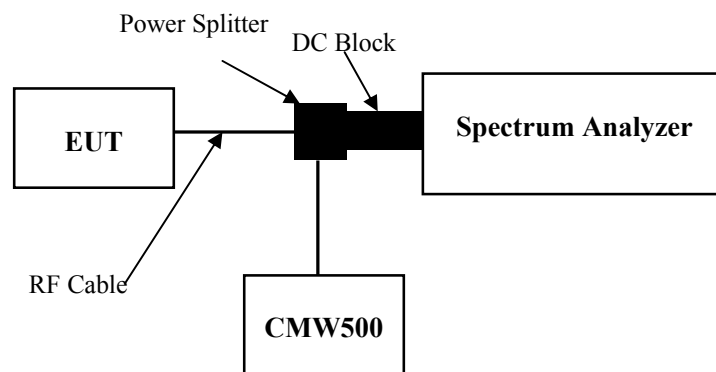 Power Splitter
DC Block
EUT
Spectrum Analyzer
RF Cable
CMW500